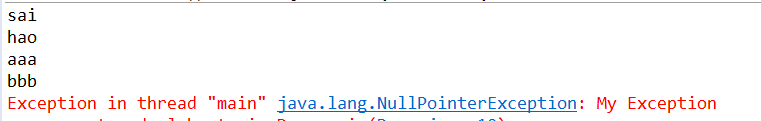 sai
hao
aaa
bbb
Exception in thread "main" java.lang.NullPointerException: My Exception